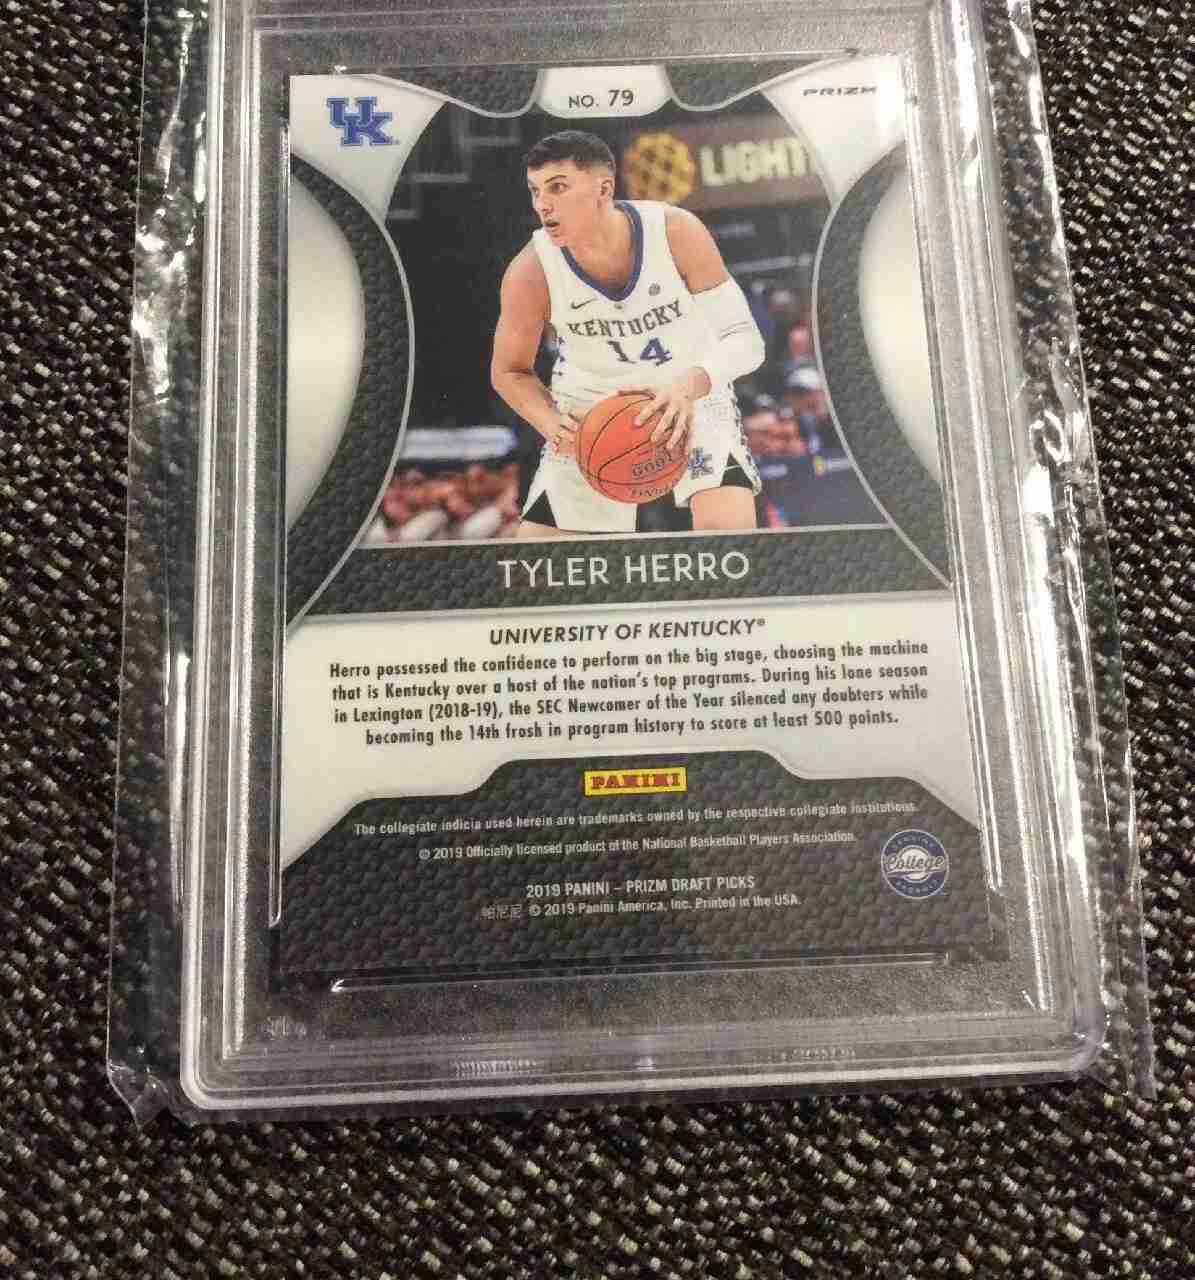 UK
NO. 79
PRIZM
LIGHT
KENTUCKY
14
UK
TYLER HERRO
UNIVERSITY OF KENTUCKY®
Herro possessed the confidence to perform on the big stage, choosing the machine
that is Kentucky over a host of the nation's top programs. During his lone season
in Lexington (2018-19), the SEC Newcomer of the Year silenced any doubters while
becoming the 14th frosh in program history to score at least 500 points.
PANINI
The collegiate indicia used herein are trademarks owned by the respective collegiate institutions.
© 2019 Officially licensed product of the National Basketball Players Association.
GENUINE
College
PRODUCT
2019 PANINI – PRIZM DRAFT PICKS
帕尼尼 © 2019 Panini America, Inc. Printed in the USA.